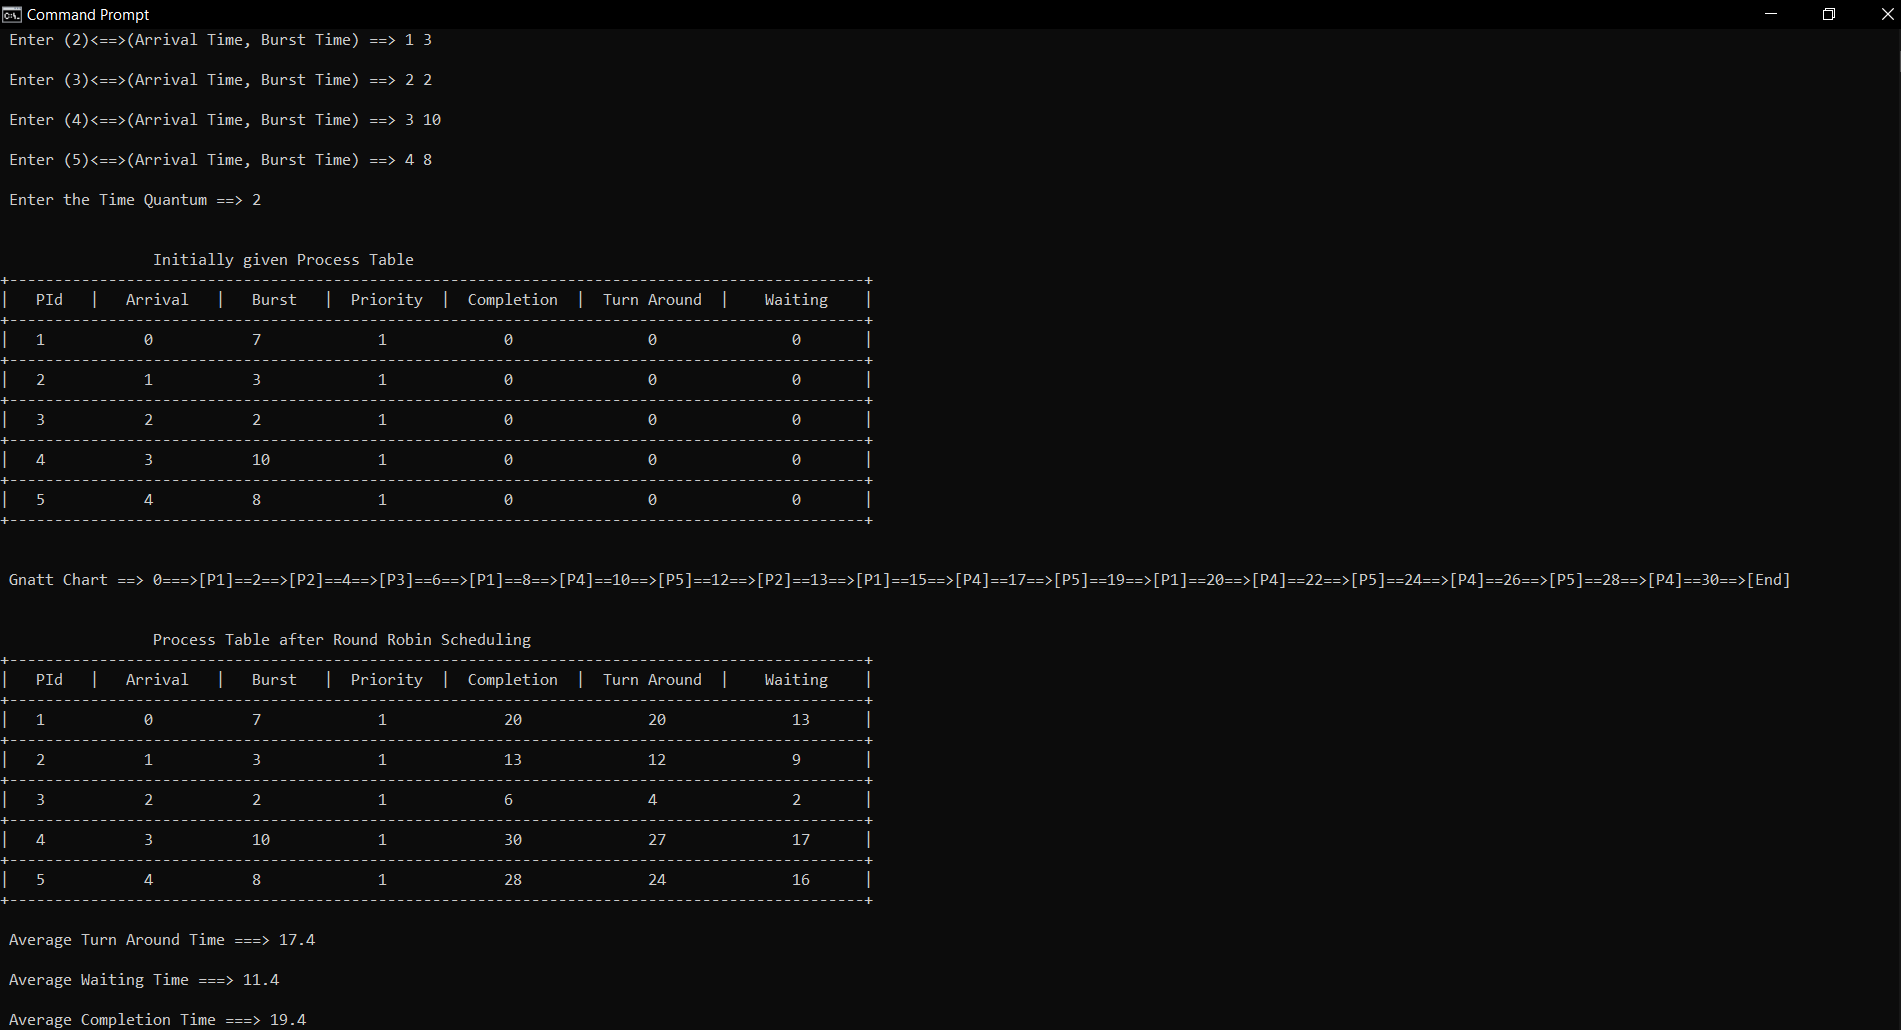 Command Prompt
Enter (2)<==>(Arrival Time, Burst Time) ==> 1 3
Enter (3)<==>(Arrival Time, Burst Time) ==> 2 2
Enter (4)<==>(Arrival Time, Burst Time) ==> 3 10
Enter (5)<==>(Arrival Time, Burst Time) ==> 4 8
Enter the Time Quantum ==> 2
Initially given Process Table
+-----------------------------------------------------------------------------------------------+
| PId | Arrival | Burst | Priority | Completion | Turn Around | Waiting |
+-----------------------------------------------------------------------------------------------+
| 1 0 7 1 0 0 0 |
+-----------------------------------------------------------------------------------------------+
| 2 1 3 1 0 0 0 |
+-----------------------------------------------------------------------------------------------+
| 3 2 2 1 0 0 0 |
+-----------------------------------------------------------------------------------------------+
| 4 3 10 1 0 0 0 |
+-----------------------------------------------------------------------------------------------+
| 5 4 8 1 0 0 0 |
+-----------------------------------------------------------------------------------------------+
Gnatt Chart ==> 0===>[P1]==2==>[P2]==4==>[P3]==6==>[P1]==8==>[P4]==10==>[P5]==12==>[P2]==13==>[P1]==15==>[P4]==17==>[P5]==19==>[P1]==20==>[P4]==22==>[P5]==24==>[P4]==26==>[P5]==28==>[P4]==30==>[End]
Process Table after Round Robin Scheduling
+-----------------------------------------------------------------------------------------------+
| PId | Arrival | Burst | Priority | Completion | Turn Around | Waiting |
+-----------------------------------------------------------------------------------------------+
| 1 0 7 1 20 20 13 |
+-----------------------------------------------------------------------------------------------+
| 2 1 3 1 13 12 9 |
+-----------------------------------------------------------------------------------------------+
| 3 2 2 1 6 4 2 |
+-----------------------------------------------------------------------------------------------+
| 4 3 10 1 30 27 17 |
+-----------------------------------------------------------------------------------------------+
| 5 4 8 1 28 24 16 |
+-----------------------------------------------------------------------------------------------+
Average Turn Around Time ===> 17.4
Average Waiting Time ===> 11.4
Average Completion Time ===> 19.4